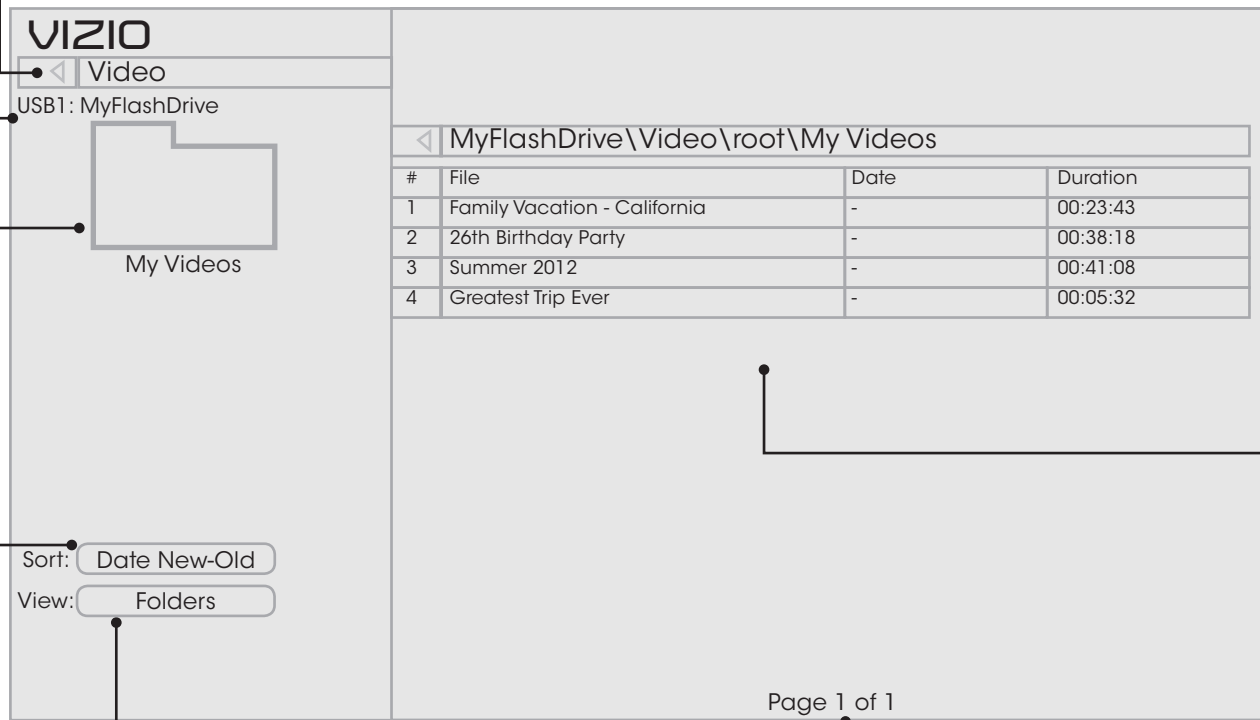 VIZIO
Video
USB1: MyFlashDrive
My Videos
Sort: Date New-Old
View: Folders
MyFlashDrive\Video\root\My Videos
# File Date Duration
1 Family Vacation - California - 00:23:43
2 26th Birthday Party - 00:38:18
3 Summer 2012 - 00:41:08
4 Greatest Trip Ever - 00:05:32
Page 1 of 1